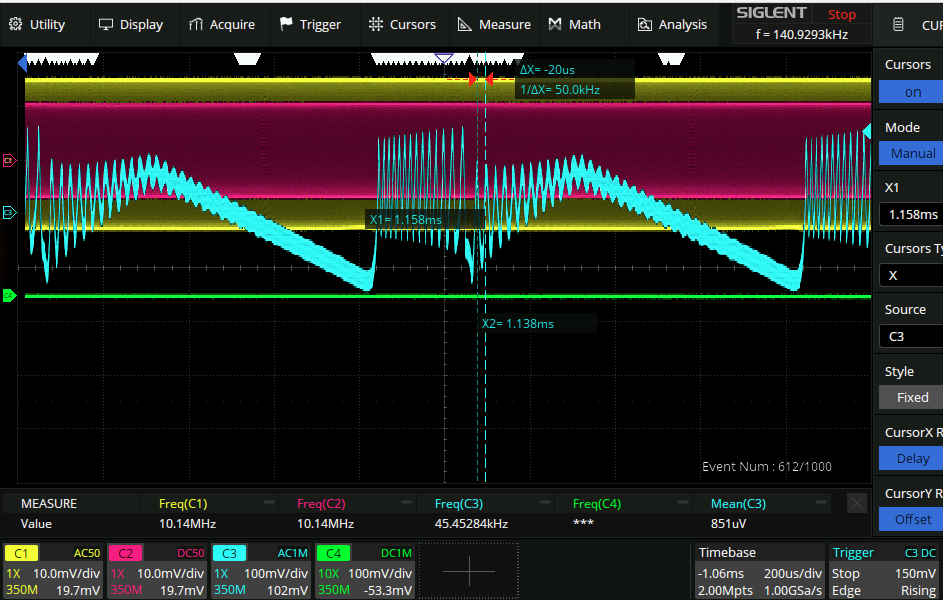 Utility Display Acquire Trigger Cursors Measure Math Analysis SIGLENT Stop CUR
f = 140.9293kHz
Cursors
ΔX= -20us
1/ΔX= 50.0kHz
on
Mode
C1
Manual
X1
C3
X1= 1.158ms
1.158ms
Cursors Ty
X
C4
Source
X2= 1.138ms
C3
Style
Fixed
CursorX R
Delay
Event Num : 612/1000
CursorY R
MEASURE Freq(C1) Freq(C2) Freq(C3) Freq(C4) Mean(C3)
Value 10.14MHz 10.14MHz 45.45284kHz *** 851uV
Offset
C1 AC50 C2 DC50 C3 AC1M C4 DC1M Timebase Trigger C3 DC
1X 10.0mV/div 1X 10.0mV/div 1X 100mV/div 10X 100mV/div -1.06ms 200us/div Stop 150mV
350M 19.7mV 350M 19.7mV 350M 102mV 350M -53.3mV 2.00Mpts 1.00GSa/s Edge Rising